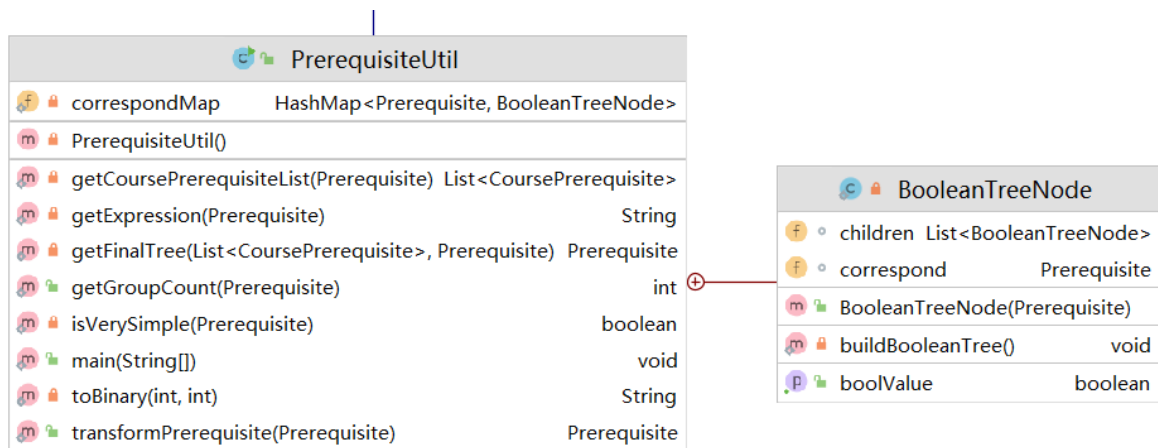 PrerequisiteUtil
correspondMap HashMap<Prerequisite, BooleanTreeNode>
PrerequisiteUtil()
getCoursePrerequisiteList(Prerequisite) List<CoursePrerequisite>
getExpression(Prerequisite) String
getFinalTree(List<CoursePrerequisite>, Prerequisite) Prerequisite
getGroupCount(Prerequisite) int
isVerySimple(Prerequisite) boolean
main(String[]) void
toBinary(int, int) String
transformPrerequisite(Prerequisite) Prerequisite
BooleanTreeNode
children List<BooleanTreeNode>
correspond Prerequisite
BooleanTreeNode(Prerequisite)
buildBooleanTree() void
boolValue boolean